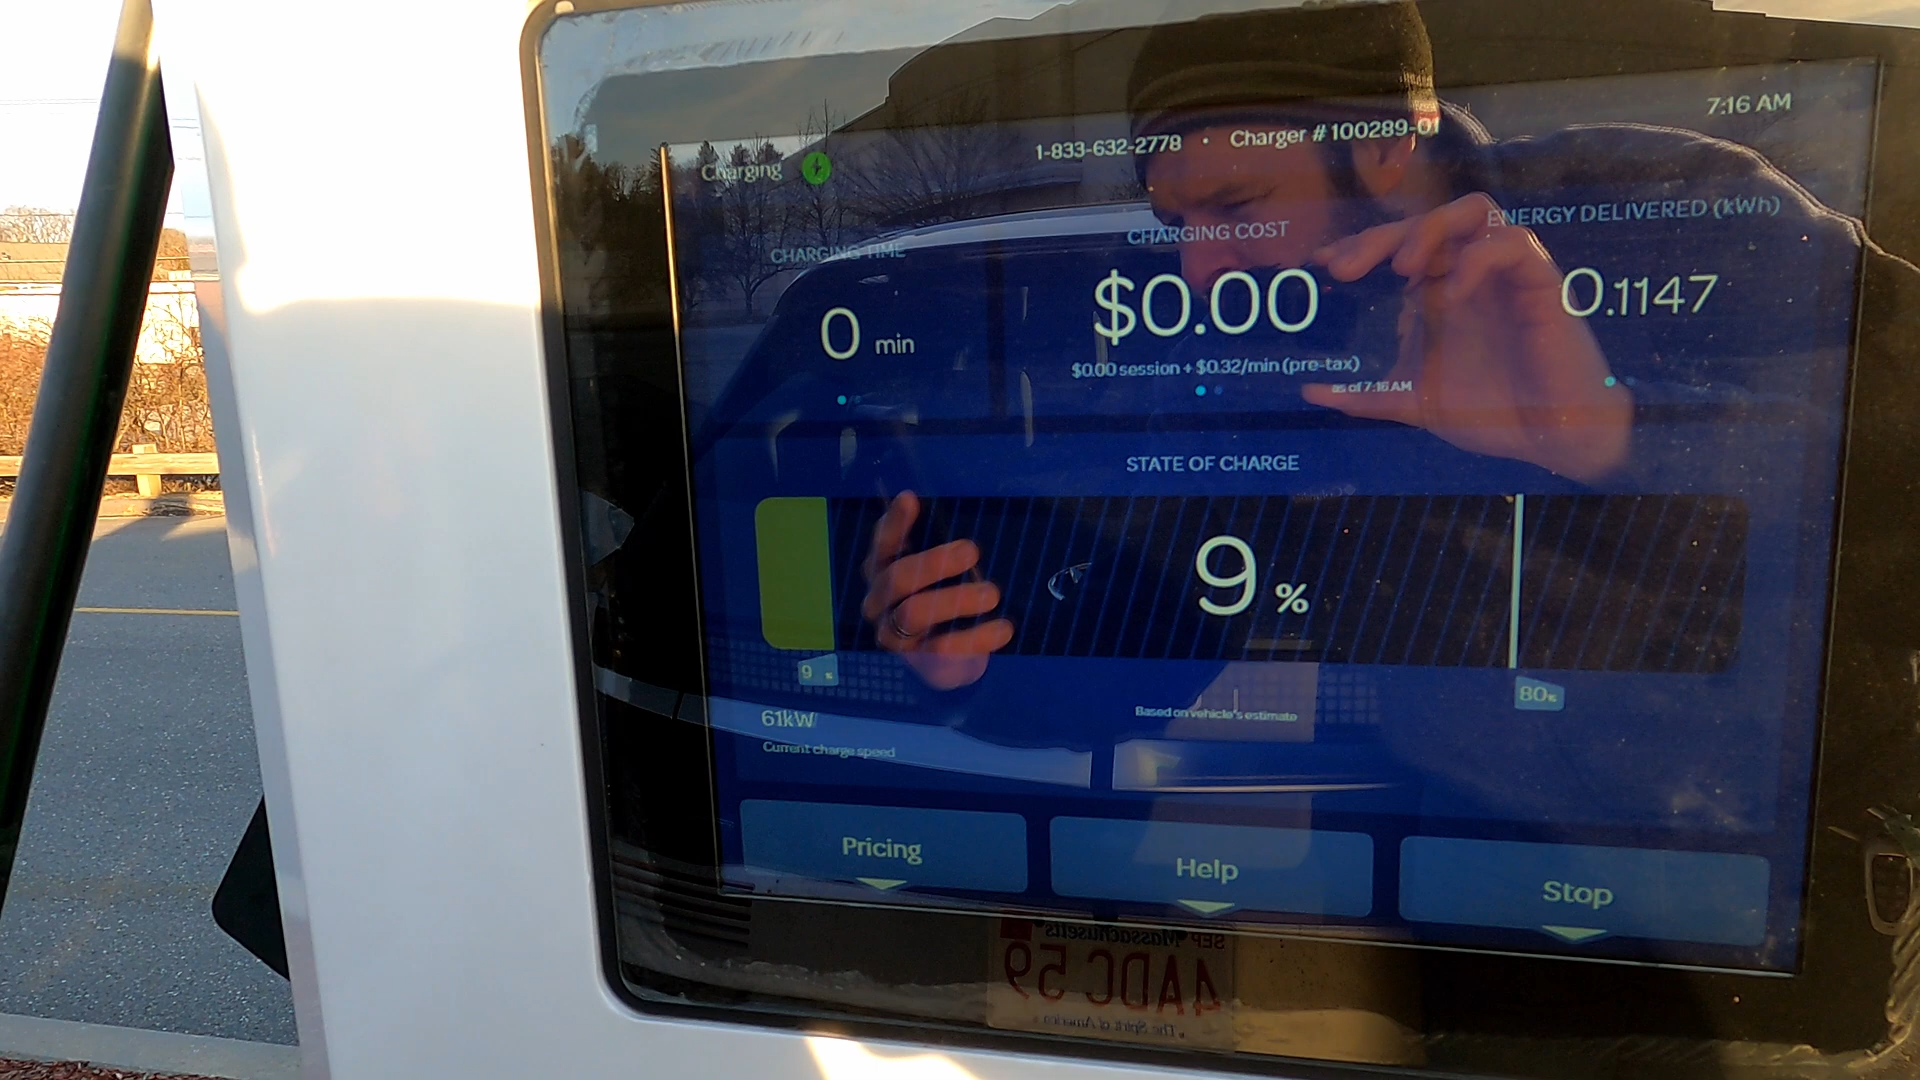 7:16 AM
1-833-632-2778 • Charger # 100289-01
Charging
CHARGING TIME
0 min
CHARGING COST
$0.00
$0.00 session + $0.32/min (pre-tax)
as of 7:16 AM
ENERGY DELIVERED (kWh)
0.1147
STATE OF CHARGE
9 %
9 %
80%
61kW
Current charge speed
Based on vehicle's estimate
Pricing
Help
Stop
SEP Massachusetts
4ADC 59
The Spirit of America